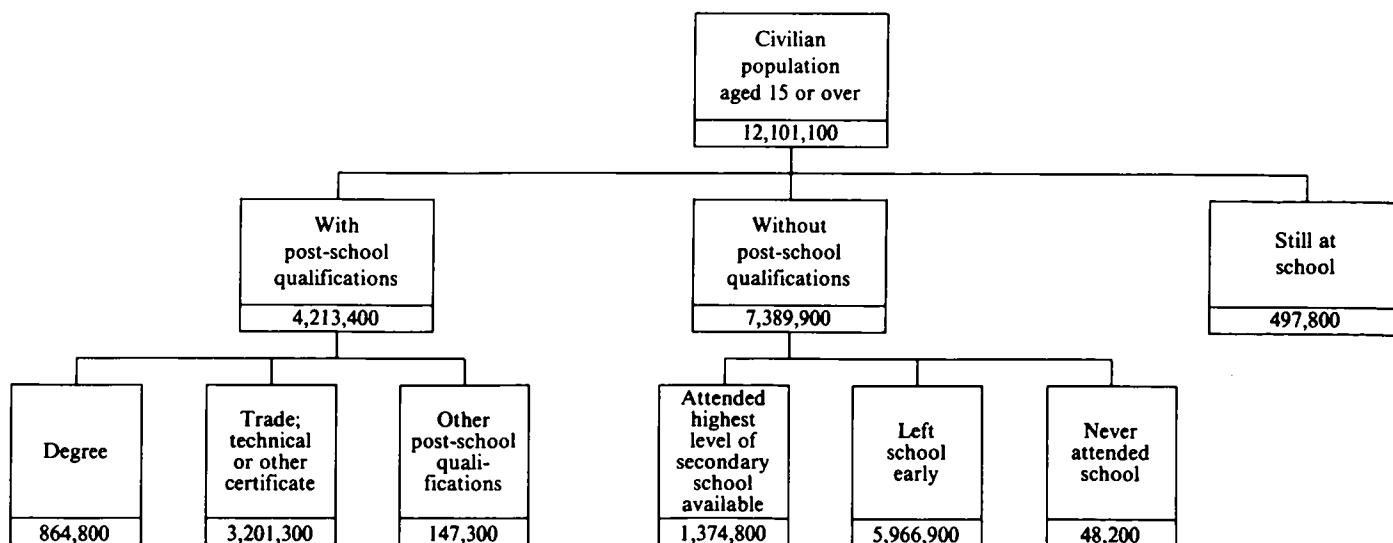 Civilian
population
aged 15 or over
12,101,100
With
post-school
qualifications
4,213,400
Without
post-school
qualifications
7,389,900
Still at
school
497,800
Degree
864,800
Trade;
technical
or other
certificate
3,201,300
Other
post-school
quali-
fications
147,300
Attended
highest
level of
secondary
school
available
1,374,800
Left
school
early
5,966,900
Never
attended
school
48,200